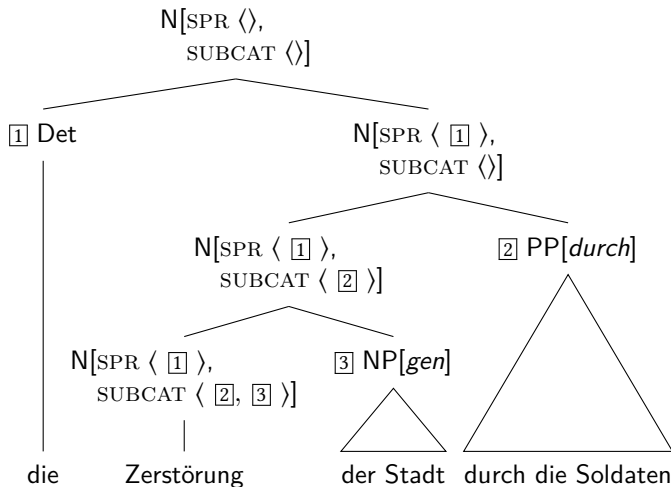 N[SPR ⟨⟩,
SUBCAT ⟨⟩]
1 Det
N[SPR ⟨ 1 ⟩,
SUBCAT ⟨⟩]
N[SPR ⟨ 1 ⟩,
SUBCAT ⟨ 2 ⟩]
2 PP[durch]
N[SPR ⟨ 1 ⟩,
SUBCAT ⟨ 2, 3 ⟩]
3 NP[gen]
die Zerstörung der Stadt durch die Soldaten